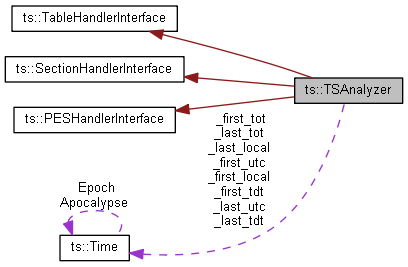 ts::TableHandlerInterface
ts::SectionHandlerInterface
ts::TSAnalyzer
ts::PESHandlerInterface
_first_tot
_last_tot
_last_local
_first_utc
_first_local
_first_tdt
_last_utc
_last_tdt
Epoch
Apocalypse
ts::Time